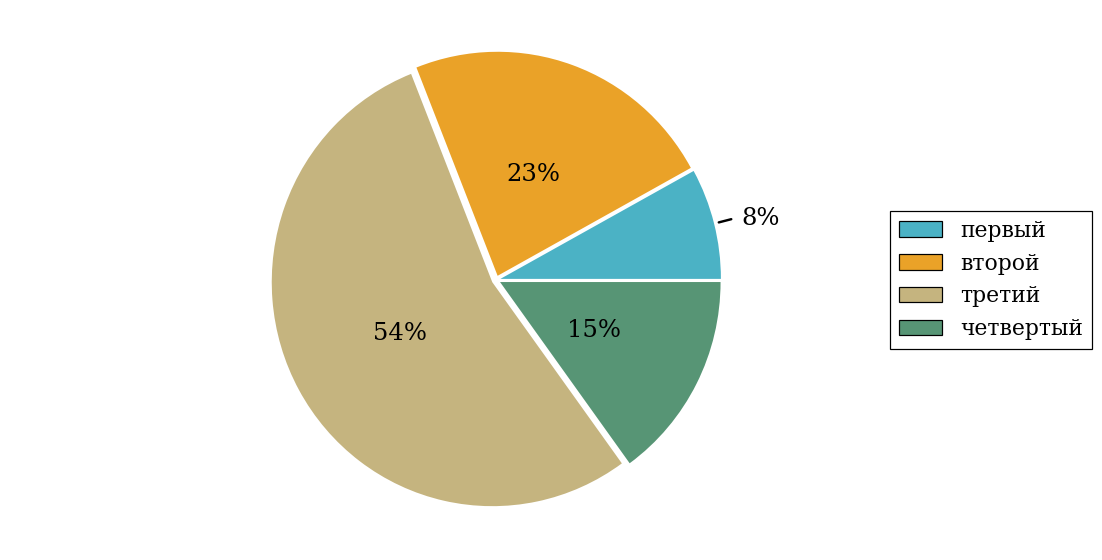 23%
8%
54%
15%
первый
второй
третий
четвертый